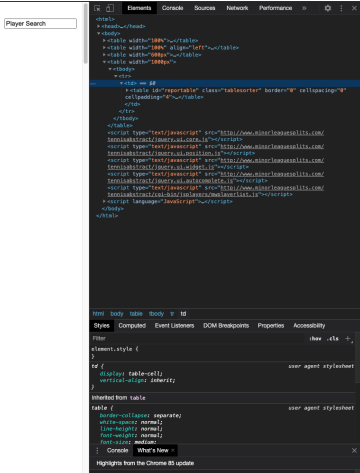 Player Search
Elements Console Sources Network Performance »
<html>
<head>…</head>
<body>
<table width="100%">…</table>
<table width="100%" align="left">…</table>
<table width="600px">…</table>
<table width="1000px">
<tbody>
<tr>
<td> == $0
<table id="reportable" class="tablesorter" border="0" cellspacing="0"
cellpadding="4">…</table>
</td>
</tr>
</tbody>
</table>
<script type="text/javascript" src="http://www.minorleaguesplits.com/
tennisabstract/jquery.ui.core.js"></script>
<script type="text/javascript" src="http://www.minorleaguesplits.com/
tennisabstract/jquery.ui.position.js"></script>
<script type="text/javascript" src="http://www.minorleaguesplits.com/
tennisabstract/jquery.ui.widget.js"></script>
<script type="text/javascript" src="http://www.minorleaguesplits.com/
tennisabstract/jquery.ui.autocomplete.js"></script>
<script type="text/javascript" src="http://www.minorleaguesplits.com/
tennisabstract/cgi-bin/jsplayers/mwplayerlist.js"></script>
<script language="JavaScript">…</script>
</body>
</html>
html body table tbody tr td
Styles Computed Event Listeners DOM Breakpoints Properties Accessibility
Filter :hov .cls +
element.style {
}
td { user agent stylesheet
display: table-cell;
vertical-align: inherit;
}
Inherited from table
table { user agent stylesheet
border-collapse: separate;
white-space: normal;
line-height: normal;
font-weight: normal;
font-size: medium;
Console What's New ×
Highlights from the Chrome 85 update